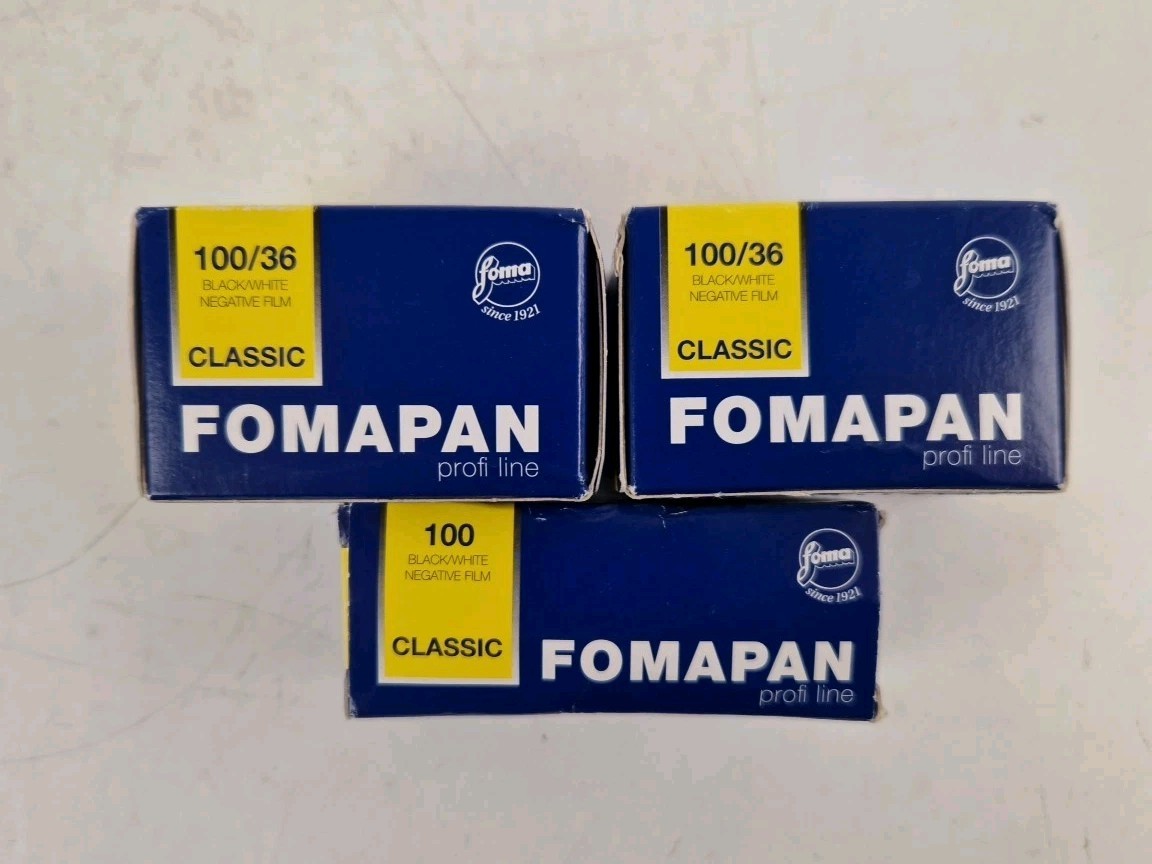 100/36
BLACK/WHITE
NEGATIVE FILM
CLASSIC
foma
since 1921
FOMAPAN
profi line
100/36
BLACK/WHITE
NEGATIVE FILM
CLASSIC
foma
since 1921
FOMAPAN
profi line
100
BLACK/WHITE
NEGATIVE FILM
CLASSIC
foma
since 1921
FOMAPAN
profi line